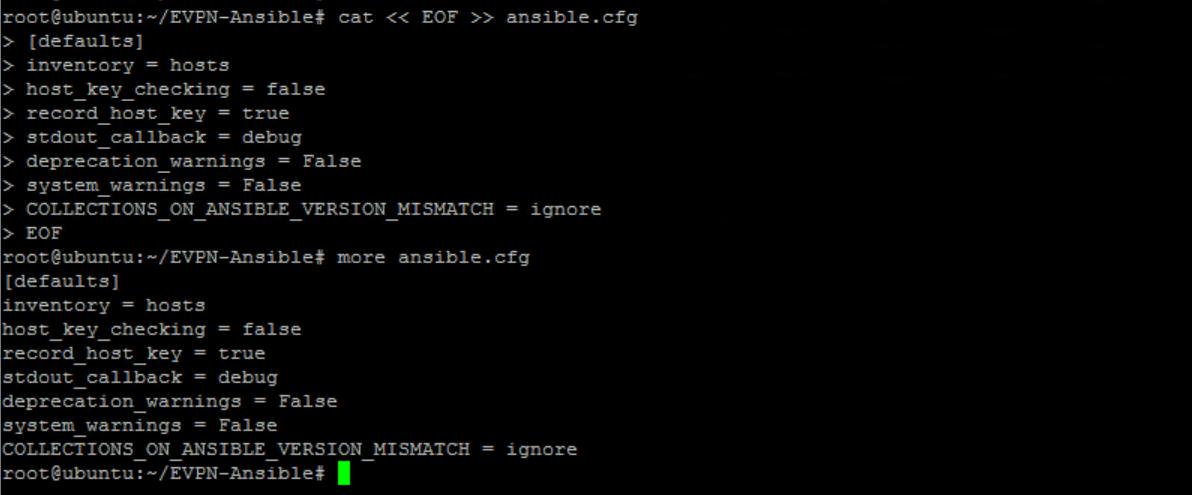 root@ubuntu:~/EVPN-Ansible# cat << EOF >> ansible.cfg
> [defaults]
> inventory = hosts
> host_key_checking = false
> record_host_key = true
> stdout_callback = debug
> deprecation_warnings = False
> system_warnings = False
> COLLECTIONS_ON_ANSIBLE_VERSION_MISMATCH = ignore
> EOF
root@ubuntu:~/EVPN-Ansible# more ansible.cfg
[defaults]
inventory = hosts
host_key_checking = false
record_host_key = true
stdout_callback = debug
deprecation_warnings = False
system_warnings = False
COLLECTIONS_ON_ANSIBLE_VERSION_MISMATCH = ignore
root@ubuntu:~/EVPN-Ansible#